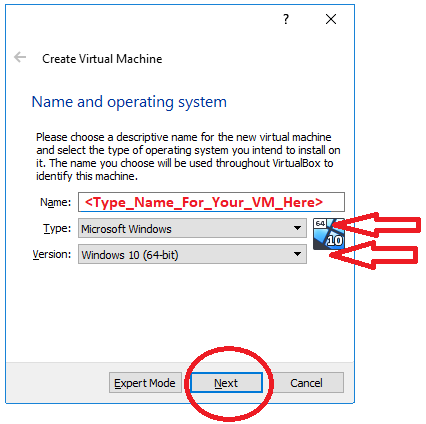 ?
Create Virtual Machine
Name and operating system
Please choose a descriptive name for the new virtual machine
and select the type of operating system you intend to install on
it. The name you choose will be used throughout VirtualBox to
identify this machine.
Name: <Type_Name_For_Your_VM_Here>
Type: Microsoft Windows
64
10
Version: Windows 10 (64-bit)
Expert Mode Next Cancel